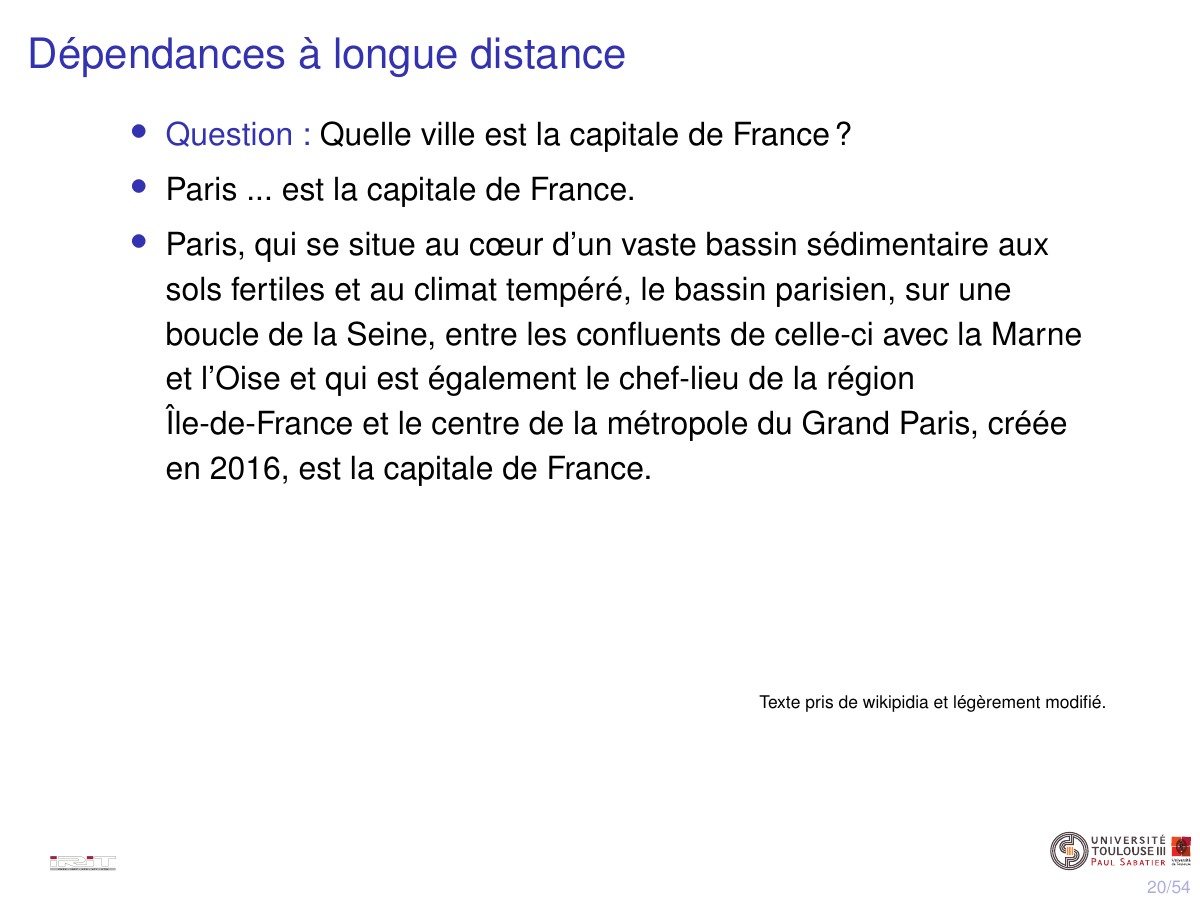 Dépendances à longue distance
• Question : Quelle ville est la capitale de France ?
• Paris ... est la capitale de France.
• Paris, qui se situe au cœur d'un vaste bassin sédimentaire aux
sols fertiles et au climat tempéré, le bassin parisien, sur une
boucle de la Seine, entre les confluents de celle-ci avec la Marne
et l'Oise et qui est également le chef-lieu de la région
Île-de-France et le centre de la métropole du Grand Paris, créée
en 2016, est la capitale de France.
Texte pris de wikipidia et légèrement modifié.
IRIT
UNIVERSITÉ
TOULOUSE III
PAUL SABATIER
20/54